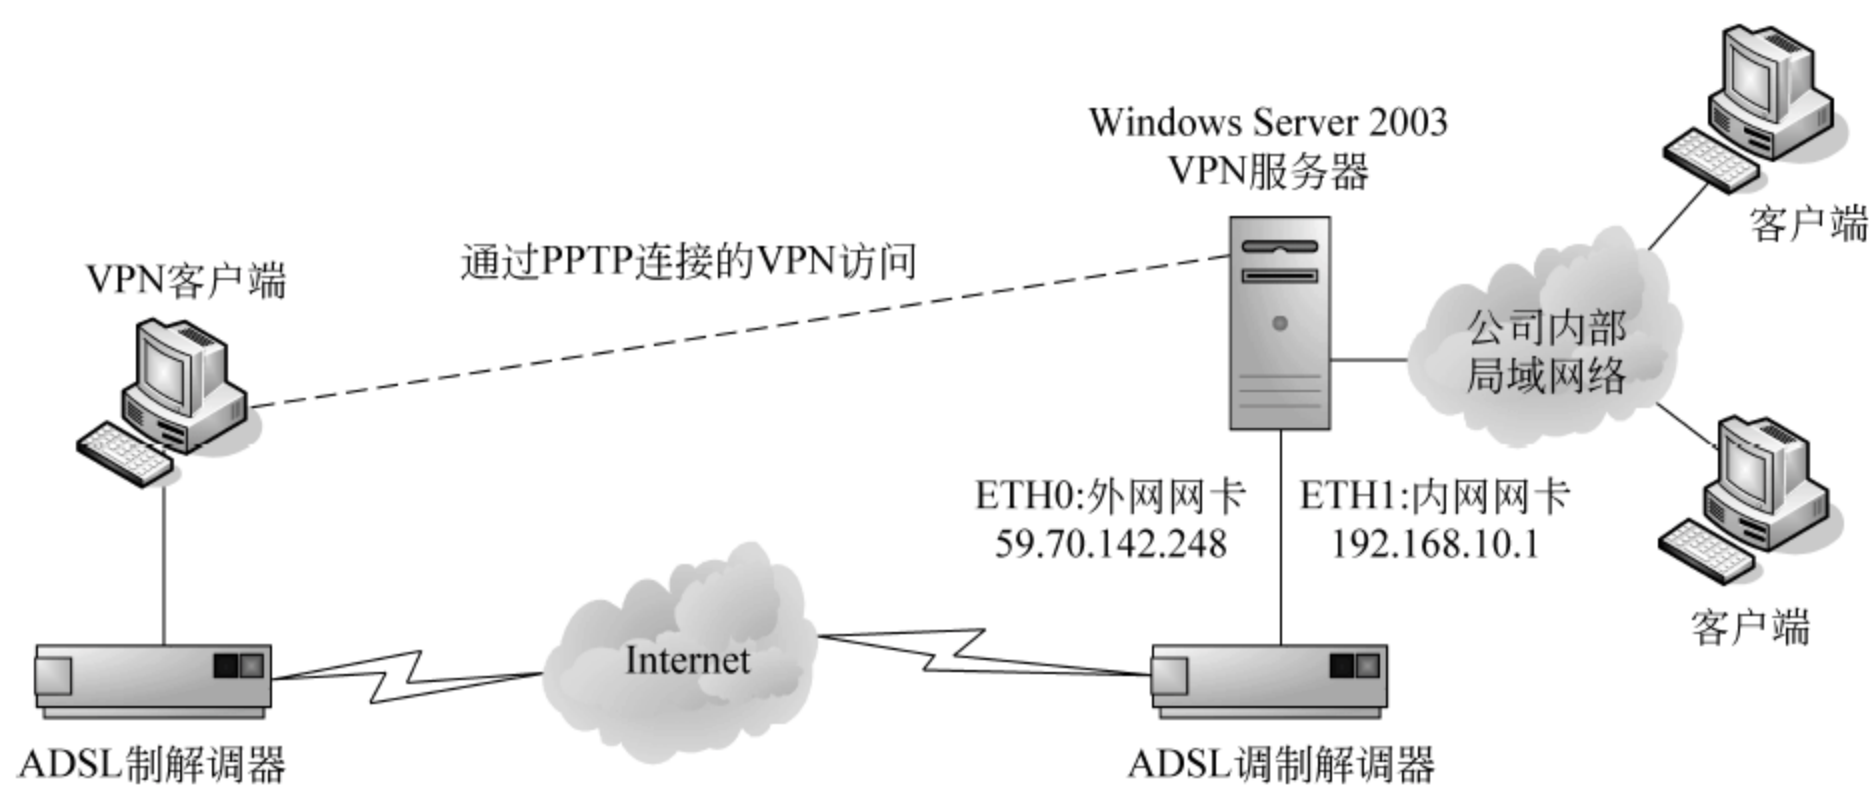 Windows Server 2003
VPN服务器
客户端
通过PPTP连接的VPN访问
VPN客户端
公司内部
局域网络
ETH0:外网网卡
59.70.142.248
ETH1:内网网卡
192.168.10.1
客户端
Internet
ADSL制解调器
ADSL调制解调器